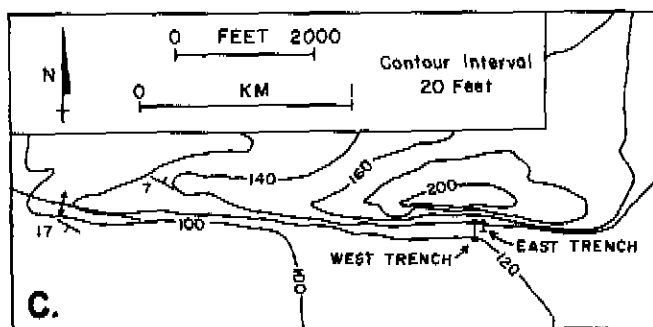 0 FEET 2000
N
0 KM 1
Contour Interval
20 Feet
160
7
140
200
17
100
EAST TRENCH
WEST TRENCH
120
100
C.